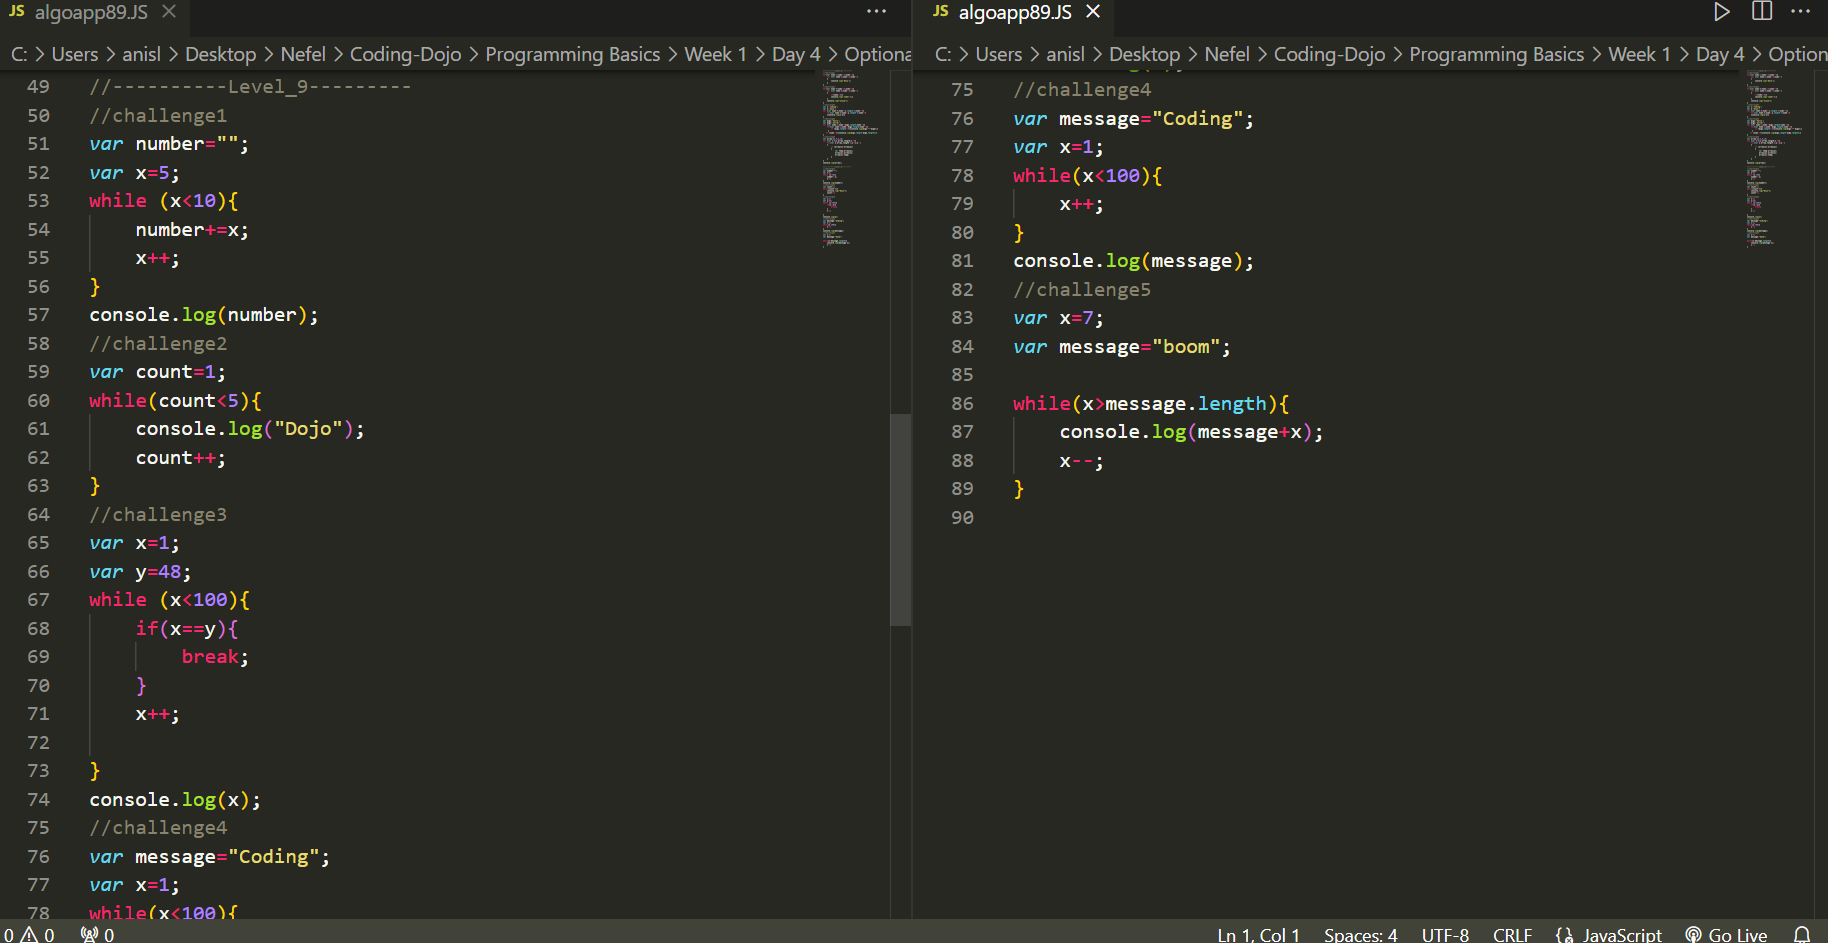 JS algoapp89.JS
C: > Users > anisl > Desktop > Nefel > Coding-Dojo > Programming Basics > Week 1 > Day 4 > Optiona
49 //----------Level_9---------
50 //challenge1
51 var number="";
52 var x=5;
53 while (x<10){
54     number+=x;
55     x++;
56 }
57 console.log(number);
58 //challenge2
59 var count=1;
60 while(count<5){
61     console.log("Dojo");
62     count++;
63 }
64 //challenge3
65 var x=1;
66 var y=48;
67 while (x<100){
68     if(x==y){
69         break;
70     }
71     x++;
72
73 }
74 console.log(x);
75 //challenge4
76 var message="Coding";
77 var x=1;
78 while(x<100){
JS algoapp89.JS
C: > Users > anisl > Desktop > Nefel > Coding-Dojo > Programming Basics > Week 1 > Day 4 > Option
75 //challenge4
76 var message="Coding";
77 var x=1;
78 while(x<100){
79     x++;
80 }
81 console.log(message);
82 //challenge5
83 var x=7;
84 var message="boom";
85
86 while(x>message.length){
87     console.log(message+x);
88     x--;
89 }
90
0 0 0 Ln 1, Col 1 Spaces: 4 UTF-8 CRLF {} JavaScript Go Live